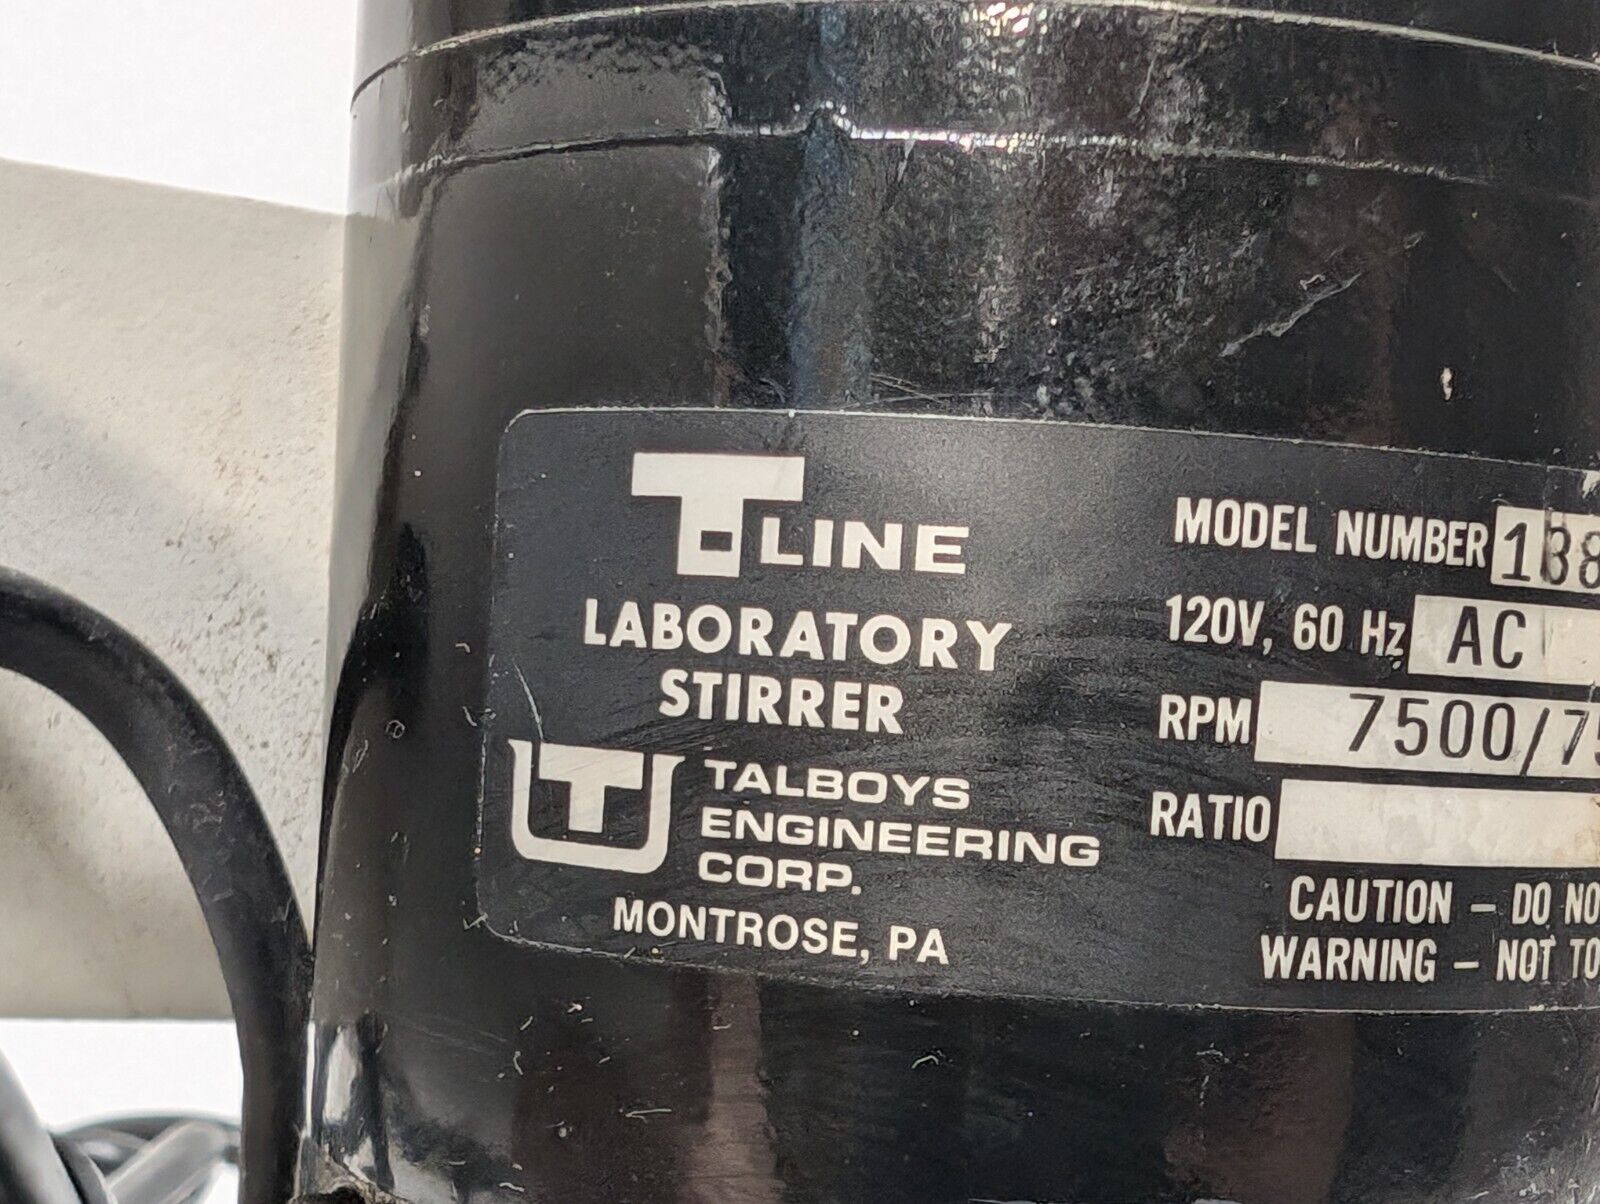 T-LINE
LABORATORY
STIRRER
T TALBOYS
ENGINEERING
CORP.
MONTROSE, PA
MODEL NUMBER
120V, 60 Hz AC
RPM 7500/
RATIO
CAUTION – DO
WARNING – NOT